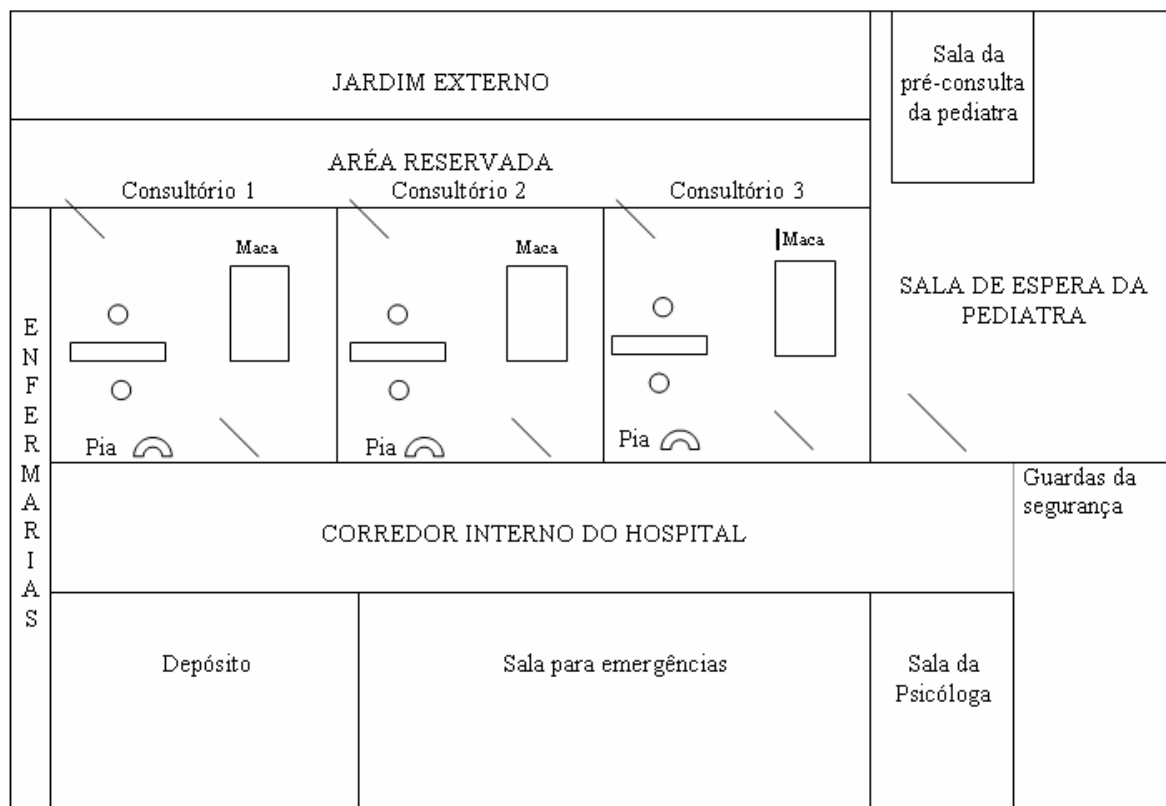 JARDIM EXTERNO
Sala da
pré-consulta
da pediatra
ARÉA RESERVADA
Consultório 1
Consultório 2
Consultório 3
Maca
Maca
Maca
SALA DE ESPERA DA
PEDIATRA
ENFERMARIAS
Pia
Pia
Pia
Guardas da
segurança
CORREDOR INTERNO DO HOSPITAL
Depósito
Sala para emergências
Sala da
Psicóloga